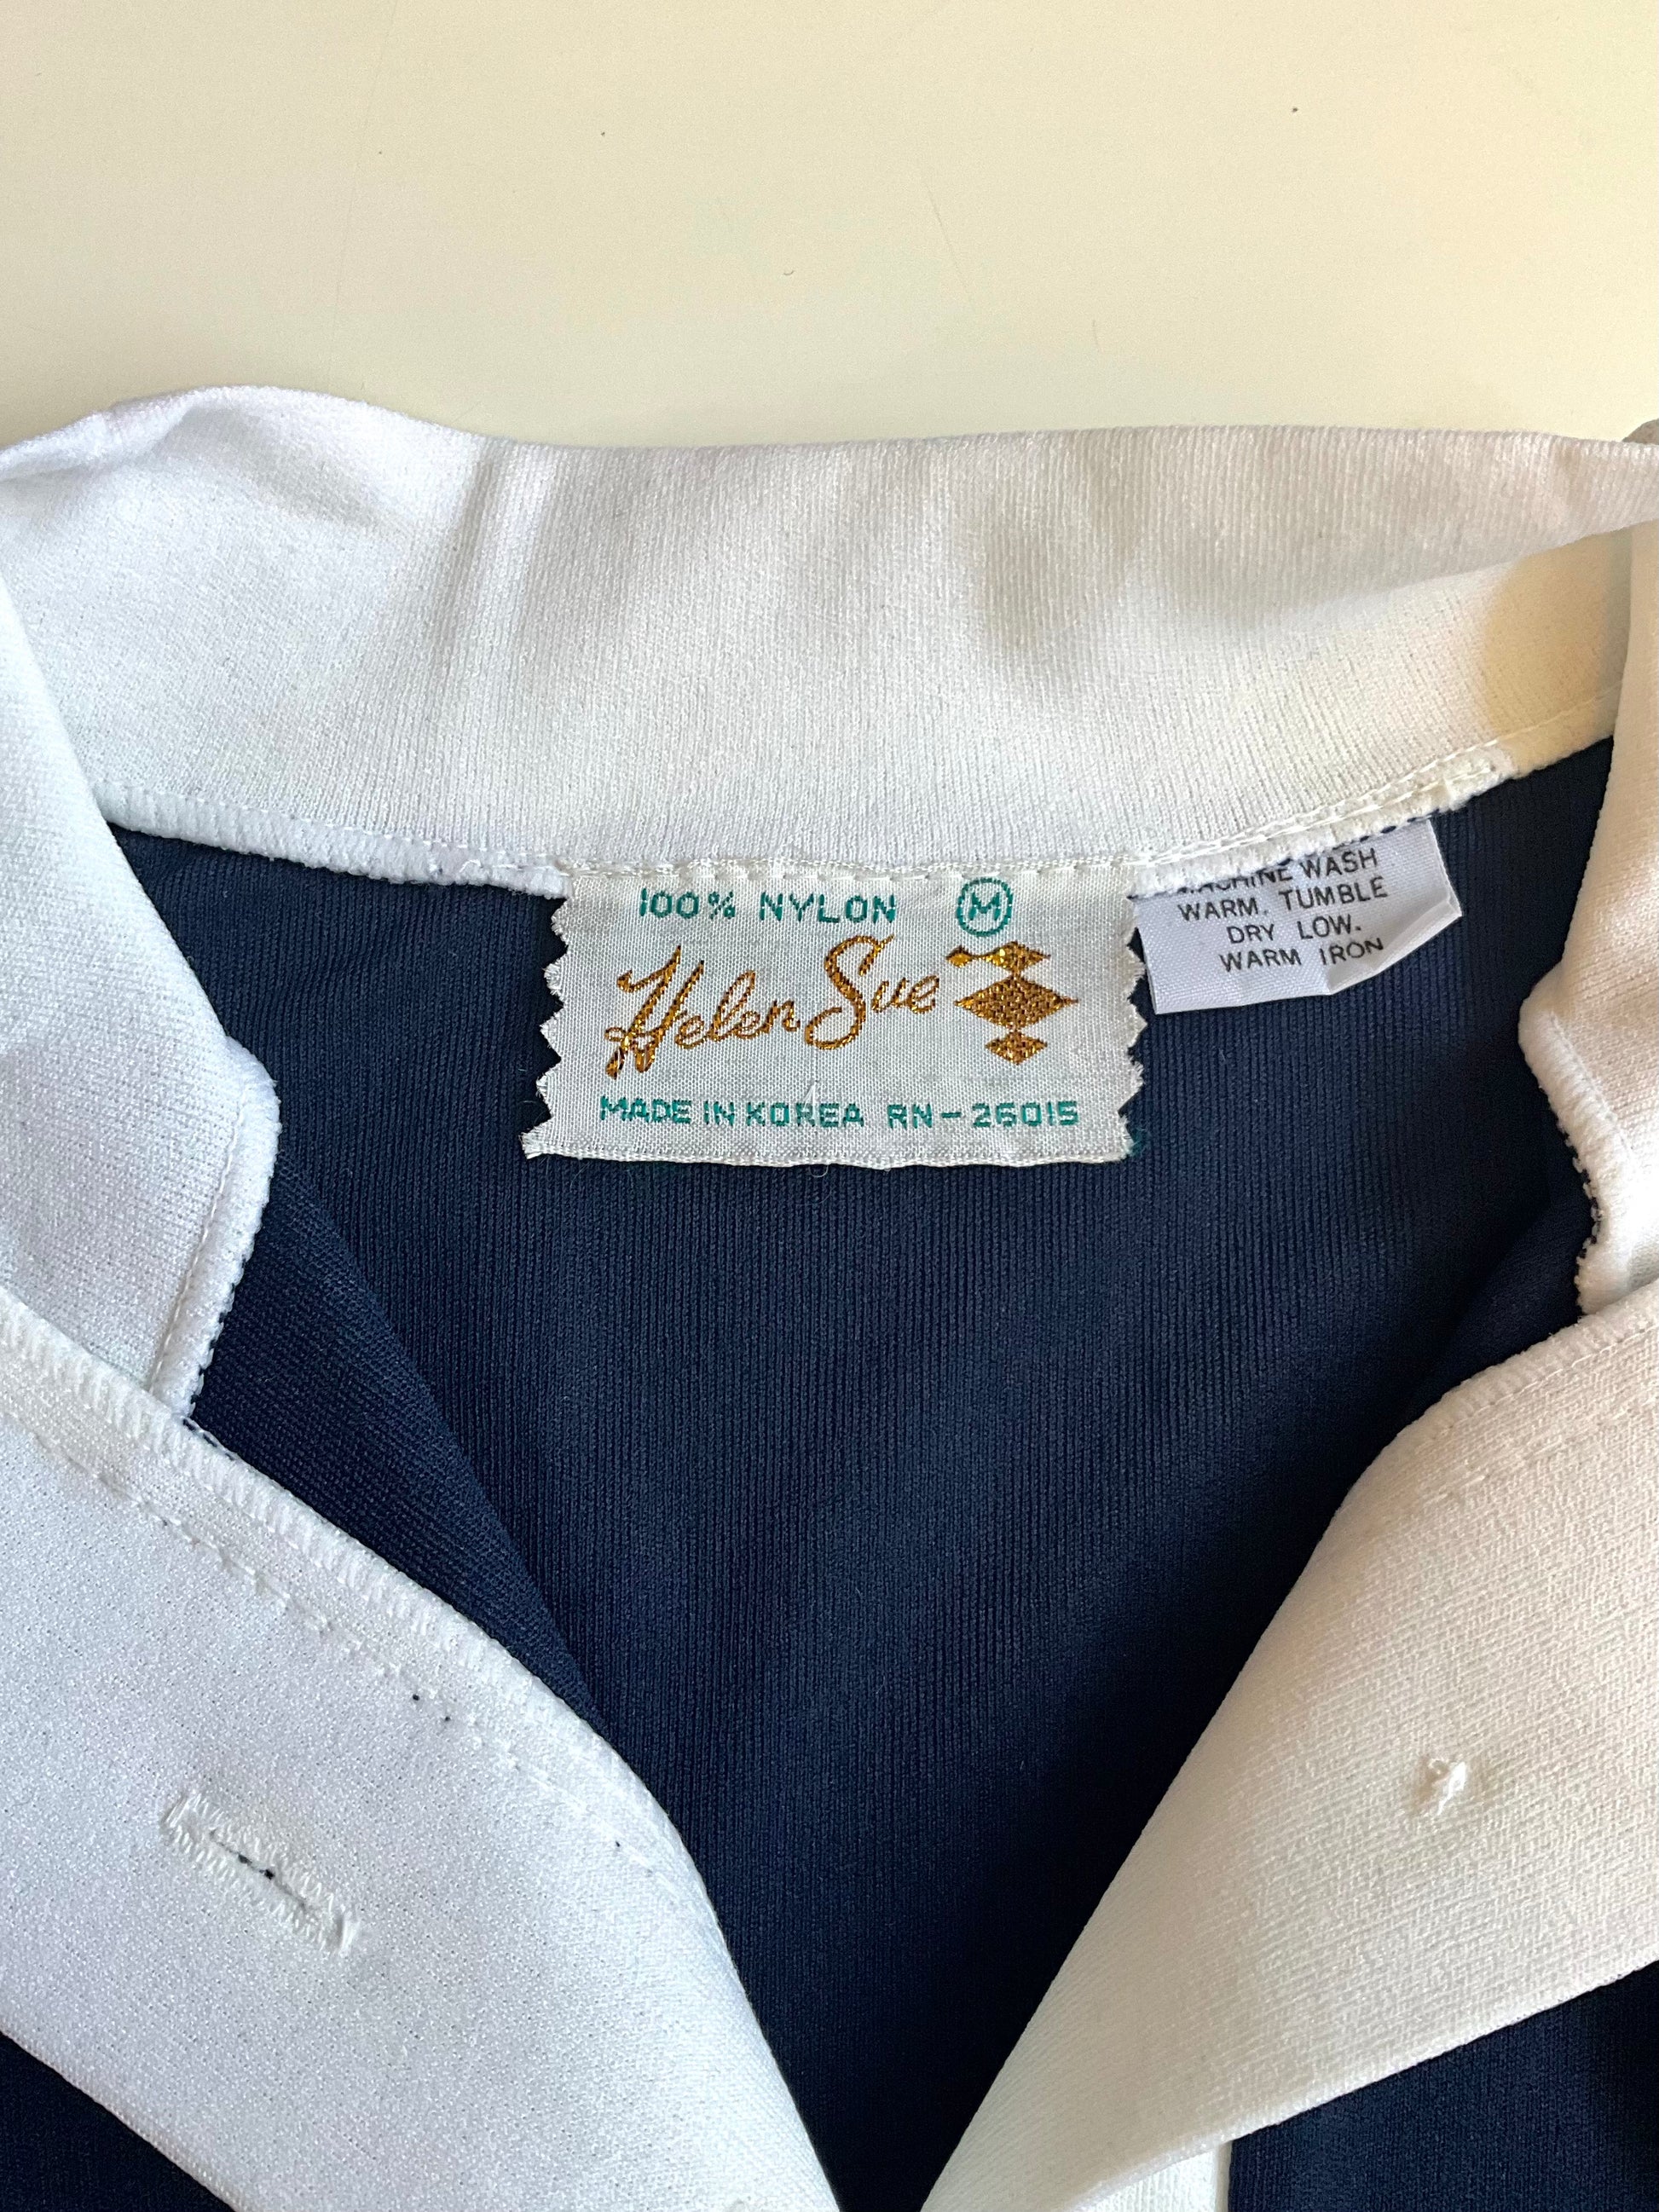 100% NYLON M
Helen Sue
MADE IN KOREA RN-26015
MACHINE WASH
WARM. TUMBLE
DRY LOW.
WARM IRON